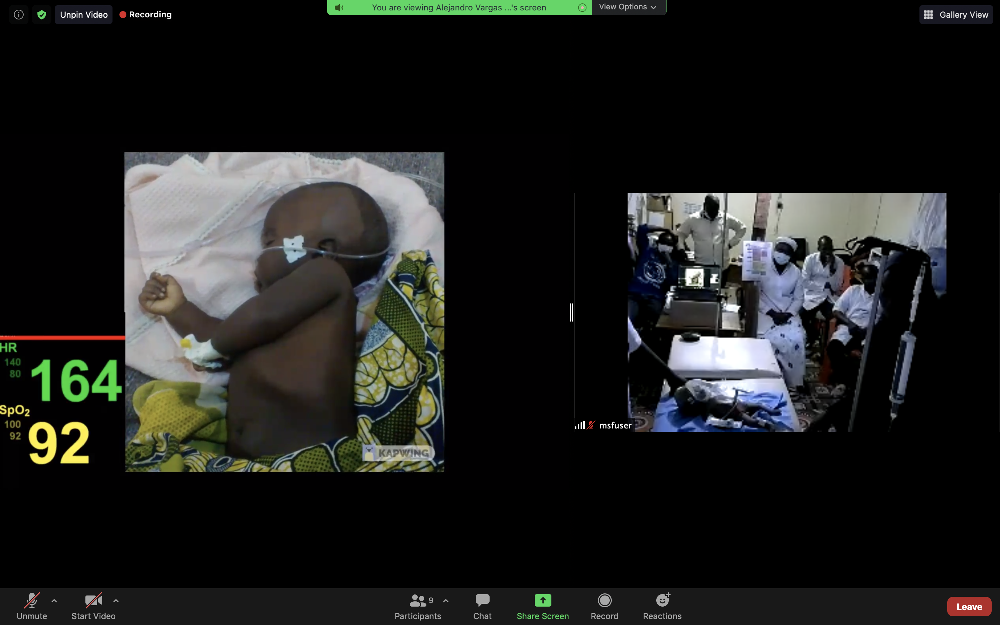 Unpin Video
Recording
You are viewing Alejandro Vargas ...'s screen
View Options
Gallery View
HR
140
80
164
SpO₂
100
92
92
KAPWING
msfuser
Unmute
Start Video
Participants
9
Chat
Share Screen
Record
Reactions
Leave